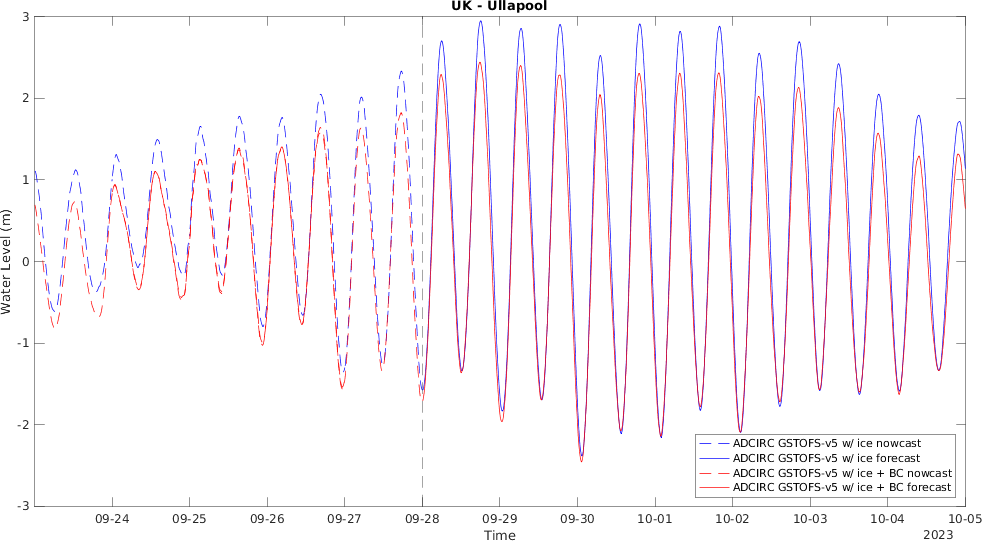 UK - Ullapool
3
2
1
0
-1
-2
-3
Water Level (m)
09-24 09-25 09-26 09-27 09-28 09-29 09-30 10-01 10-02 10-03 10-04 10-05
Time
2023
ADCIRC GSTOFS-v5 w/ ice nowcast
ADCIRC GSTOFS-v5 w/ ice forecast
ADCIRC GSTOFS-v5 w/ ice + BC nowcast
ADCIRC GSTOFS-v5 w/ ice + BC forecast